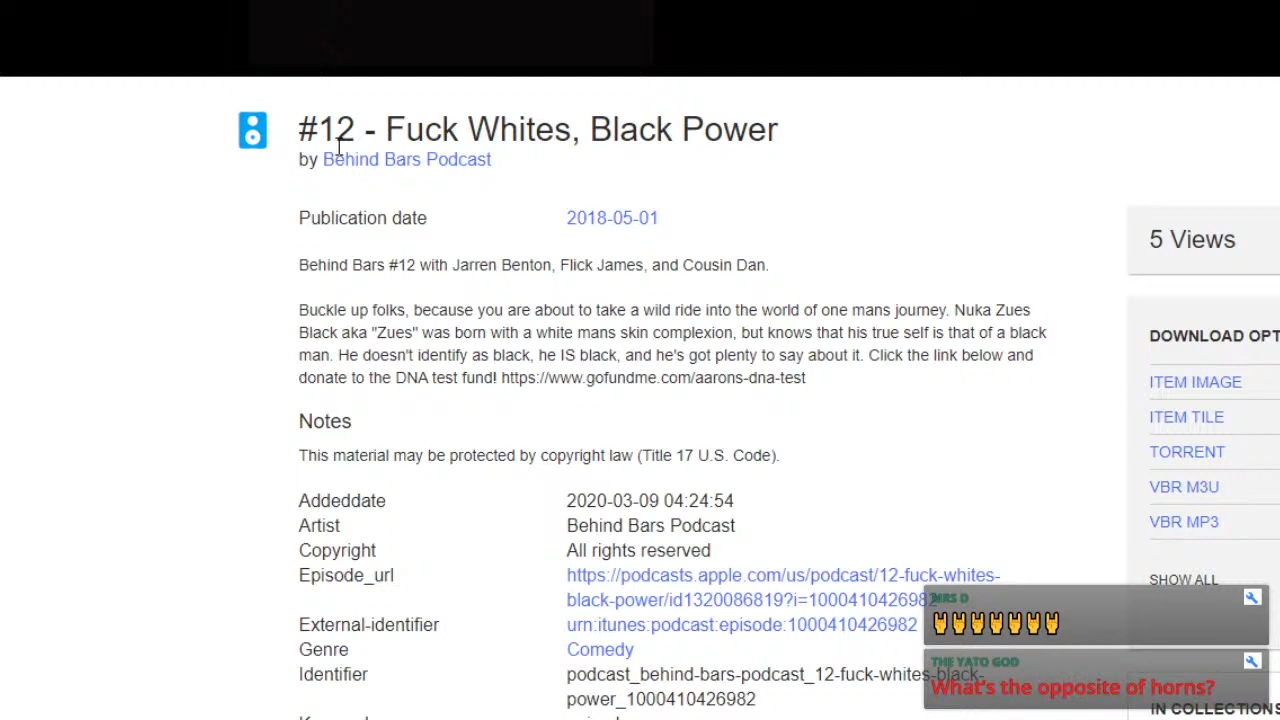 #12 - Fuck Whites, Black Power
by Behind Bars Podcast
Publication date 2018-05-01
5 Views
Behind Bars #12 with Jarren Benton, Flick James, and Cousin Dan.
Buckle up folks, because you are about to take a wild ride into the world of one mans journey. Nuka Zues
Black aka "Zues" was born with a white mans skin complexion, but knows that his true self is that of a black
man. He doesn't identify as black, he IS black, and he's got plenty to say about it. Click the link below and
donate to the DNA test fund! https://www.gofundme.com/aarons-dna-test
Notes
This material may be protected by copyright law (Title 17 U.S. Code).
Addeddate 2020-03-09 04:24:54
Artist Behind Bars Podcast
Copyright All rights reserved
Episode_url https://podcasts.apple.com/us/podcast/12-fuck-whites-
black-power/id1320086819?i=1000410426982
External-identifier urn:itunes:podcast:episode:1000410426982
Genre Comedy
Identifier podcast_behind-bars-podcast_12-fuck-whites-black-
power_1000410426982
DOWNLOAD OPT
ITEM IMAGE
ITEM TILE
TORRENT
VBR M3U
VBR MP3
SHOW ALL
MRS D
THE YATO GOD
What's the opposite of horns?
IN COLLECTIONS